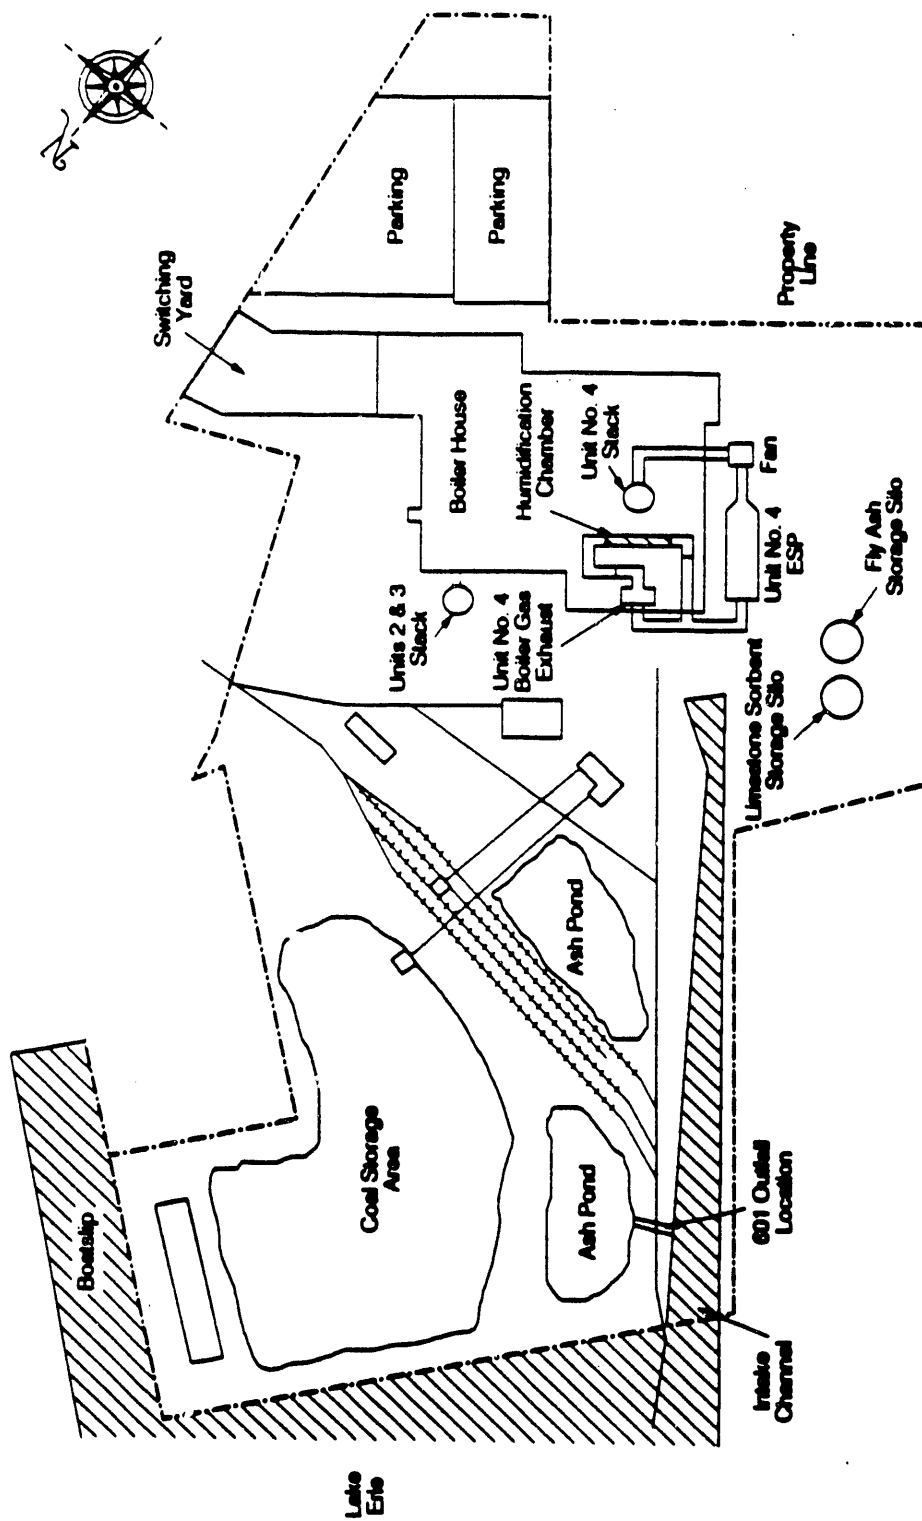 N
Switching
Yard
Parking
Parking
Property
Line
Boiler House
Humidification
Chamber
Unit No. 4
Stack
Fan
Units 2 & 3
Stack
Unit No. 4
Boiler Gas
Exhaust
Unit No. 4
ESP
Fly Ash
Storage Silo
Limestone Sorbent
Storage Silo
Ash Pond
Coal Storage
Area
Ash Pond
Boatslip
601 Outfall
Location
Intake
Channel
Lake
Erie